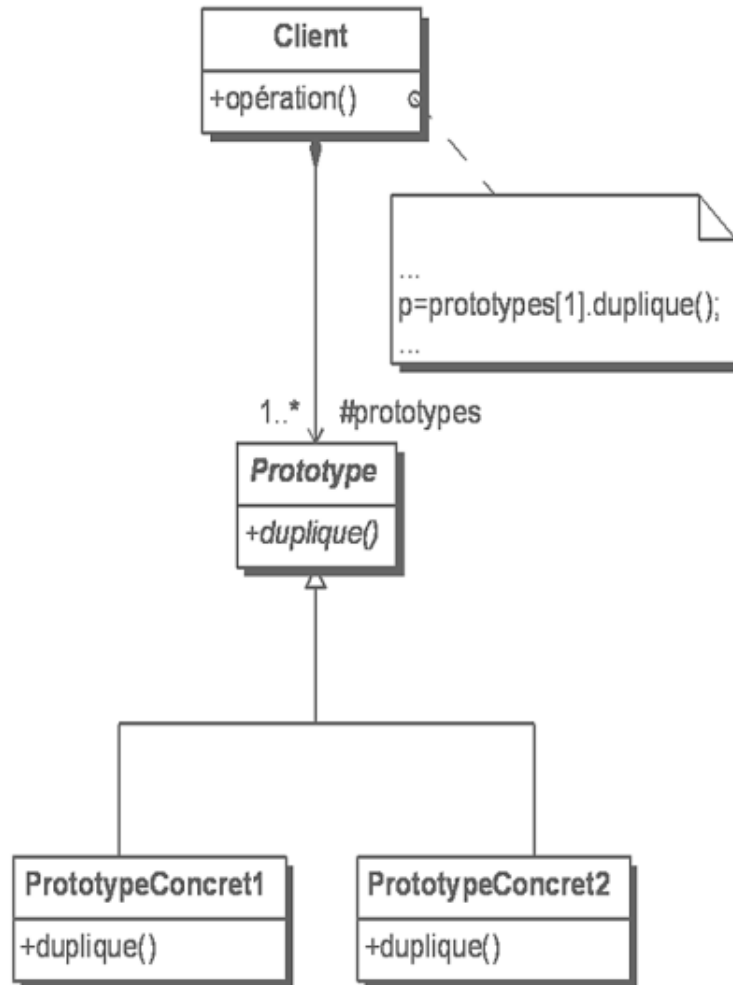 Client
+opération()
...
p=prototypes[1].duplique();
...
1..* #prototypes
Prototype
+duplique()
PrototypeConcret1
+duplique()
PrototypeConcret2
+duplique()